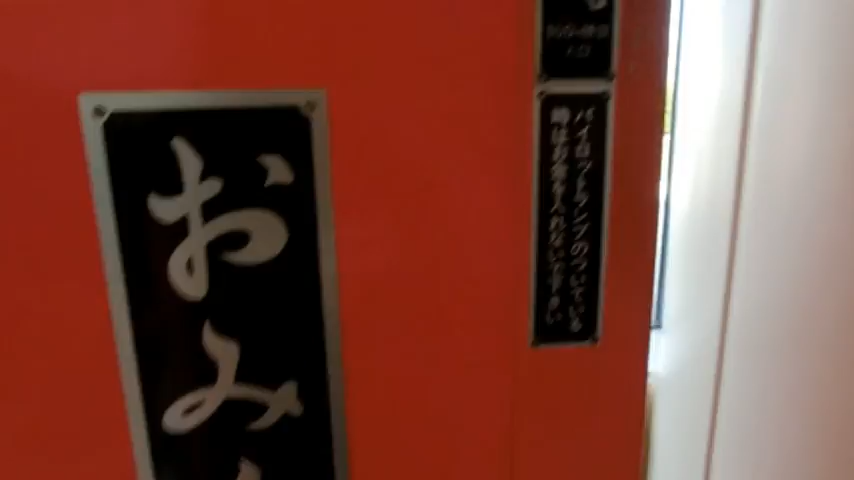 おみ
パイロットランプのついている
時はお金を入れないで下さい